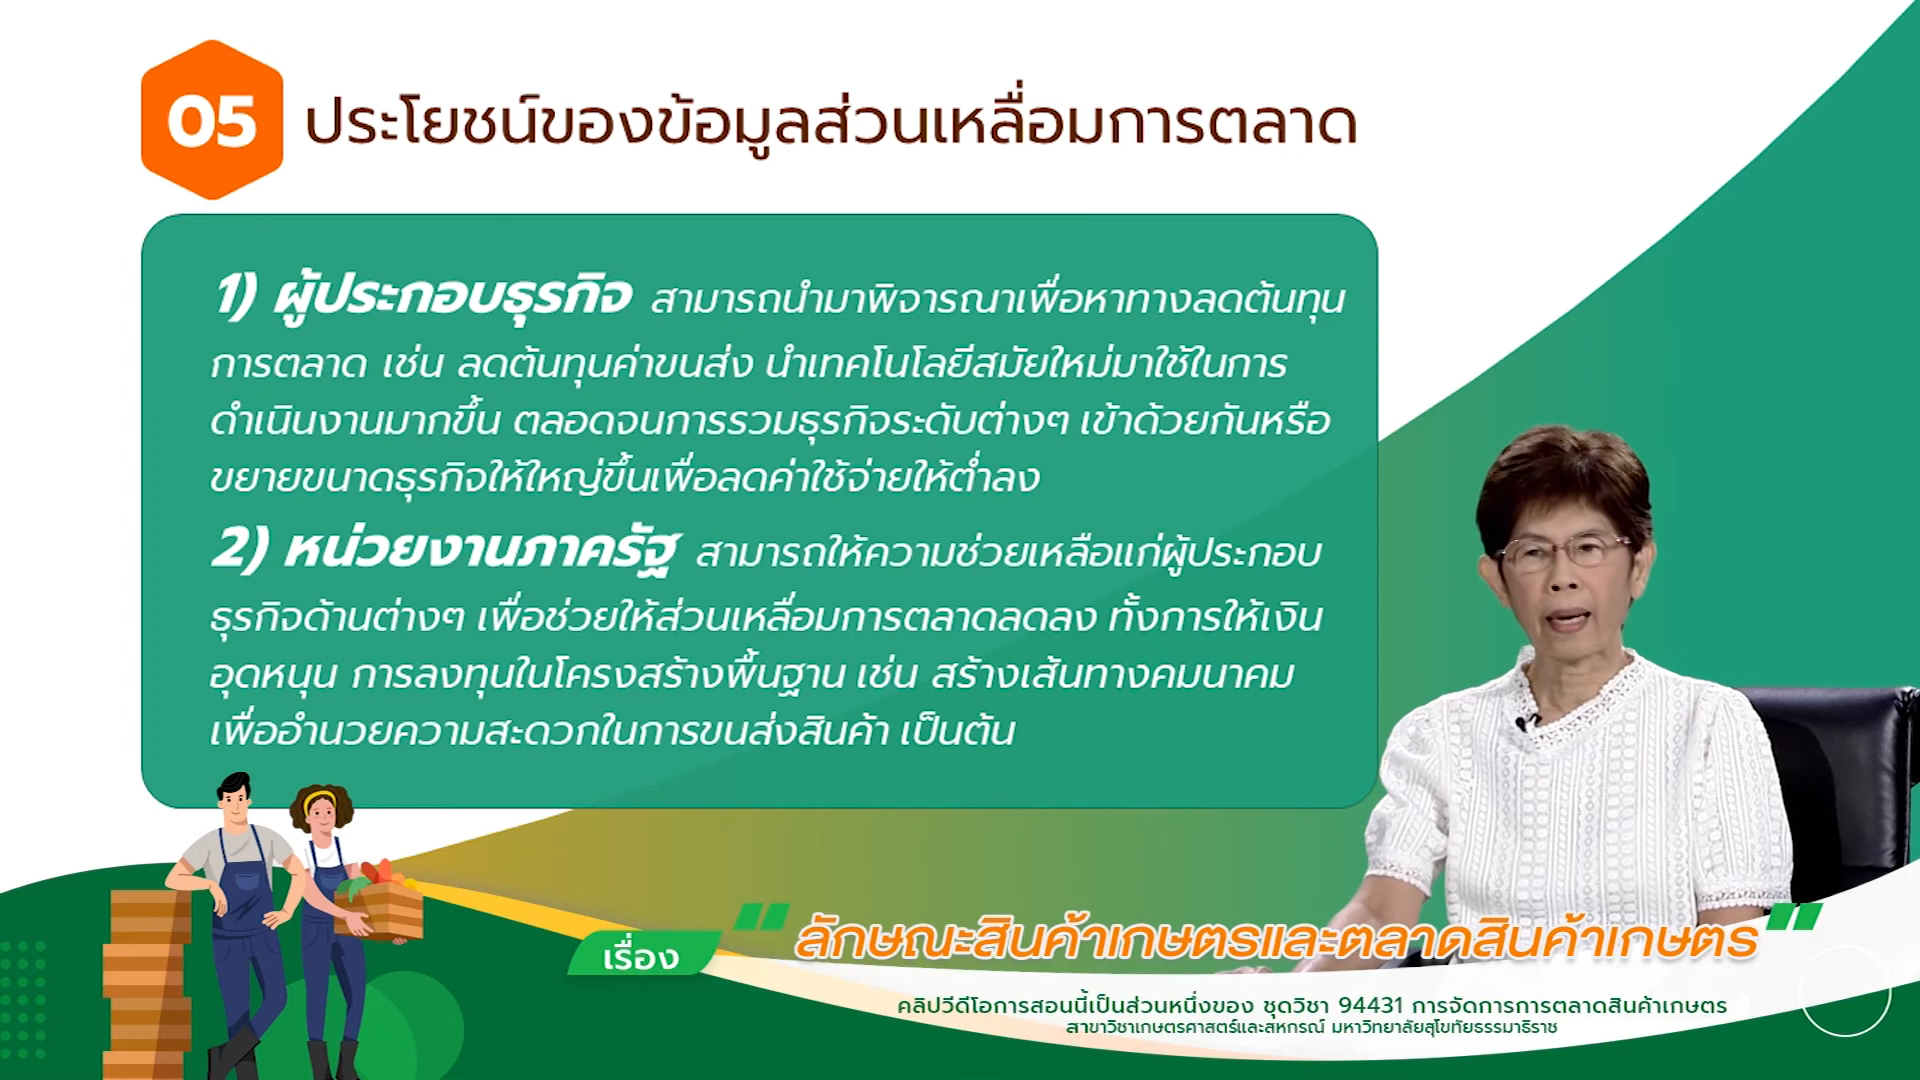 05 ประโยชน์ของข้อมูลส่วนเหลื่อมการตลาด
1) ผู้ประกอบธุรกิจ สามารถนำมาพิจารณาเพื่อหาทางลดต้นทุน
การตลาด เช่น ลดต้นทุนค่าขนส่ง นำเทคโนโลยีสมัยใหม่มาใช้ในการ
ดำเนินงานมากขึ้น ตลอดจนการรวมธุรกิจระดับต่างๆ เข้าด้วยกันหรือ
ขยายขนาดธุรกิจให้ใหญ่ขึ้นเพื่อลดค่าใช้จ่ายให้ต่ำลง
2) หน่วยงานภาครัฐ สามารถให้ความช่วยเหลือแก่ผู้ประกอบ
ธุรกิจด้านต่างๆ เพื่อช่วยให้ส่วนเหลื่อมการตลาดลดลง ทั้งการให้เงิน
อุดหนุน การลงทุนในโครงสร้างพื้นฐาน เช่น สร้างเส้นทางคมนาคม
เพื่ออำนวยความสะดวกในการขนส่งสินค้า เป็นต้น
เรื่อง "ลักษณะสินค้าเกษตรและตลาดสินค้าเกษตร"
คลิปวีดีโอการสอนนี้เป็นส่วนหนึ่งของ ชุดวิชา 94431 การจัดการการตลาดสินค้าเกษตร
สาขาวิชาเกษตรศาสตร์และสหกรณ์ มหาวิทยาลัยสุโขทัยธรรมาธิราช